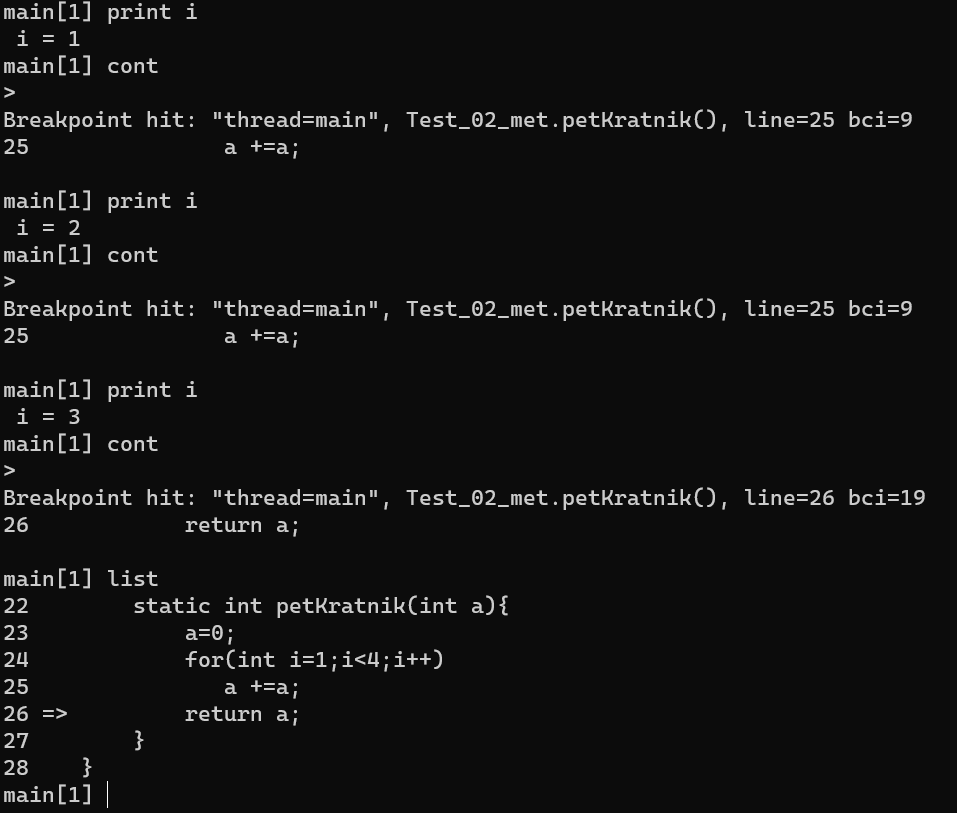 main[1] print i
 i = 1
main[1] cont
>
Breakpoint hit: "thread=main", Test_02_met.petKratnik(), line=25 bci=9
25               a +=a;
main[1] print i
 i = 2
main[1] cont
>
Breakpoint hit: "thread=main", Test_02_met.petKratnik(), line=25 bci=9
25               a +=a;
main[1] print i
 i = 3
main[1] cont
>
Breakpoint hit: "thread=main", Test_02_met.petKratnik(), line=26 bci=19
26            return a;
main[1] list
22        static int petKratnik(int a){
23            a=0;
24            for(int i=1;i<4;i++)
25               a +=a;
26 =>         return a;
27        }
28    }
main[1]